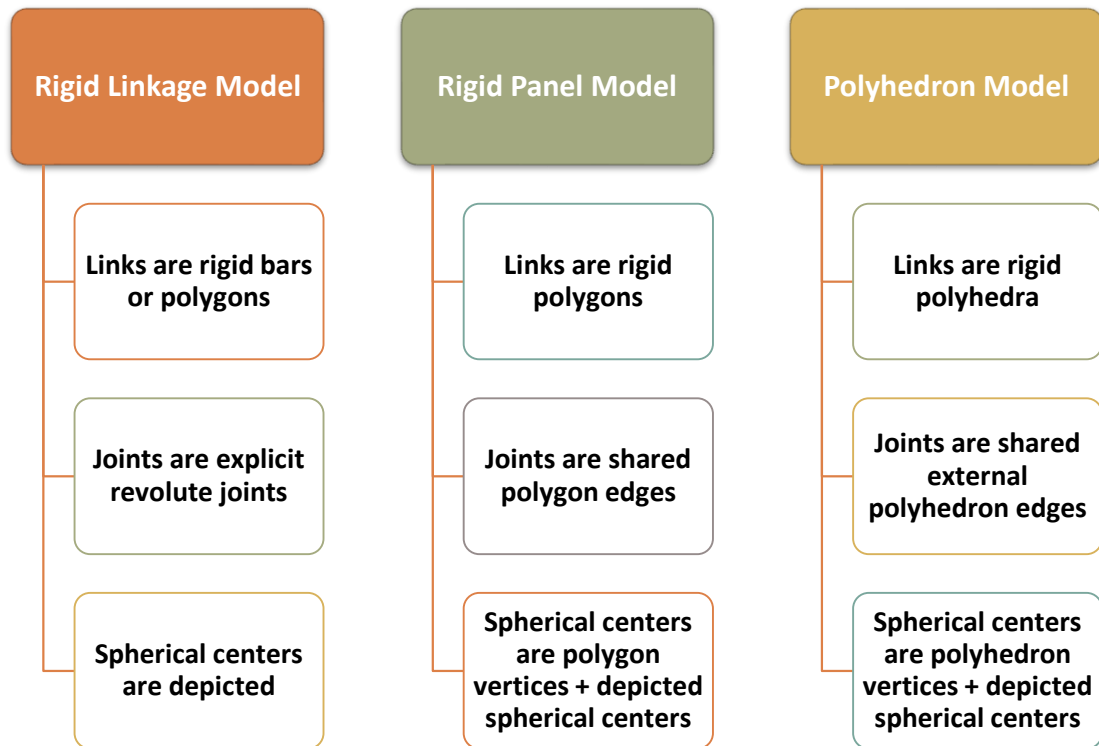 Rigid Linkage Model
Links are rigid bars
or polygons
Joints are explicit
revolute joints
Spherical centers
are depicted
Rigid Panel Model
Links are rigid
polygons
Joints are shared
polygon edges
Spherical centers
are polygon
vertices + depicted
spherical centers
Polyhedron Model
Links are rigid
polyhedra
Joints are shared
external
polyhedron edges
Spherical centers
are polyhedron
vertices + depicted
spherical centers